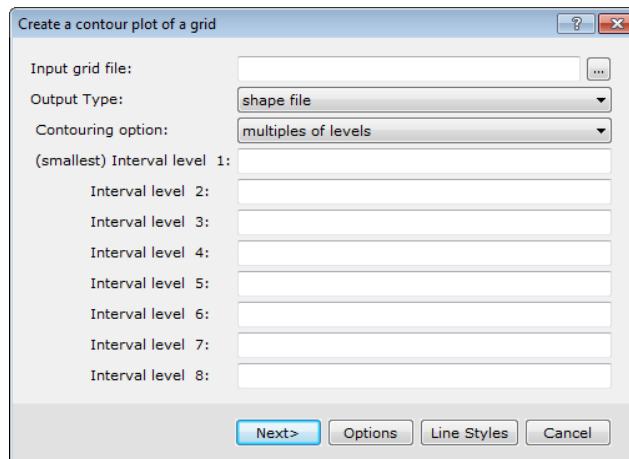 Create a contour plot of a grid
Input grid file:
...
Output Type: shape file
Contouring option: multiples of levels
(smallest) Interval level 1:
Interval level 2:
Interval level 3:
Interval level 4:
Interval level 5:
Interval level 6:
Interval level 7:
Interval level 8:
Next> Options Line Styles Cancel